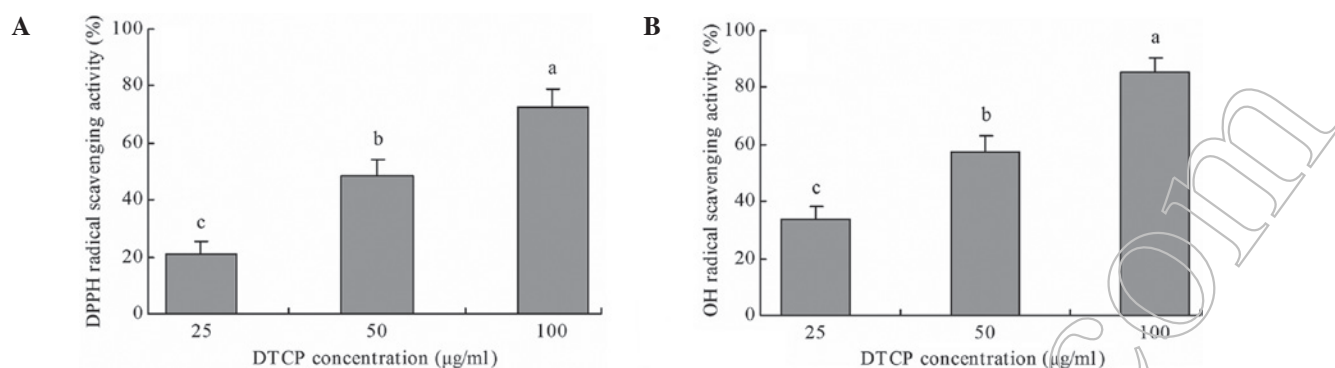 A
DPPH radical scavenging activity (%)
100
80
60
40
20
0
c
b
a
25
50
100
DTCP concentration (μg/ml)
B
OH radical scavenging activity (%)
100
80
60
40
20
0
c
b
a
25
50
100
DTCP concentration (μg/ml)
com